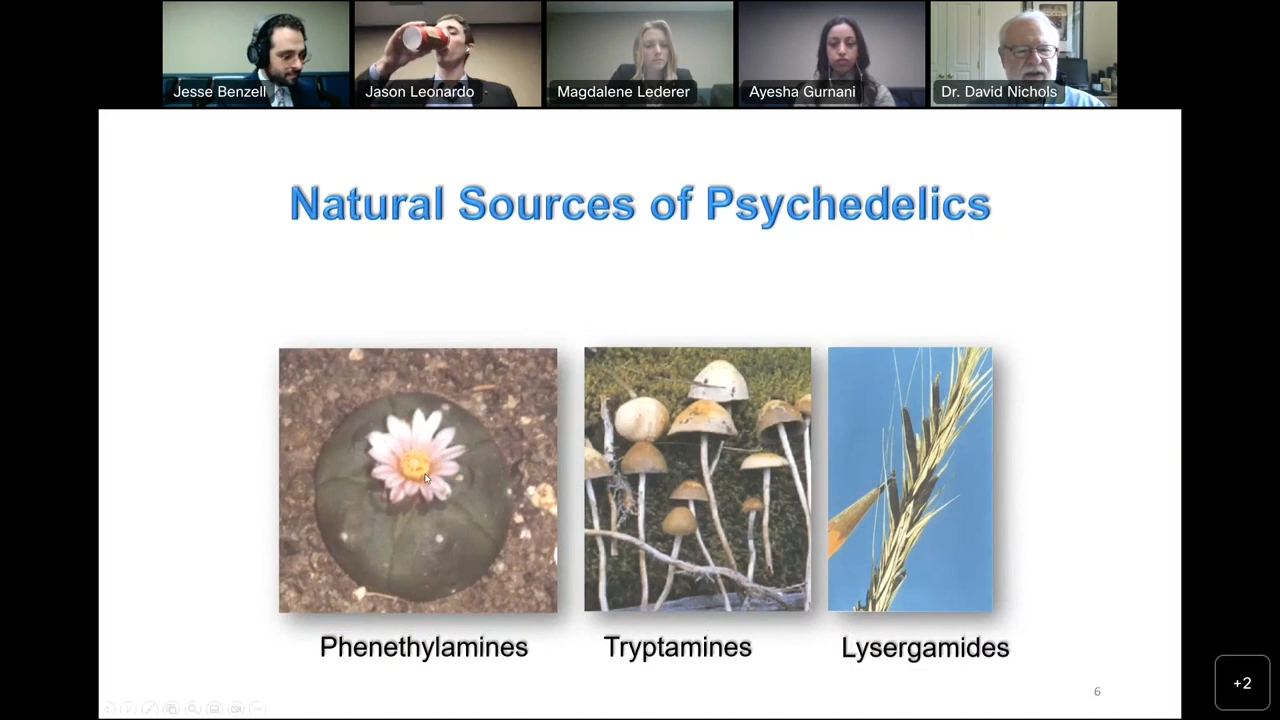 Jesse Benzell
Jason Leonardo
Magdalene Lederer
Ayesha Gurnani
Dr. David Nichols
Natural Sources of Psychedelics
Phenethylamines
Tryptamines
Lysergamides
6
+2